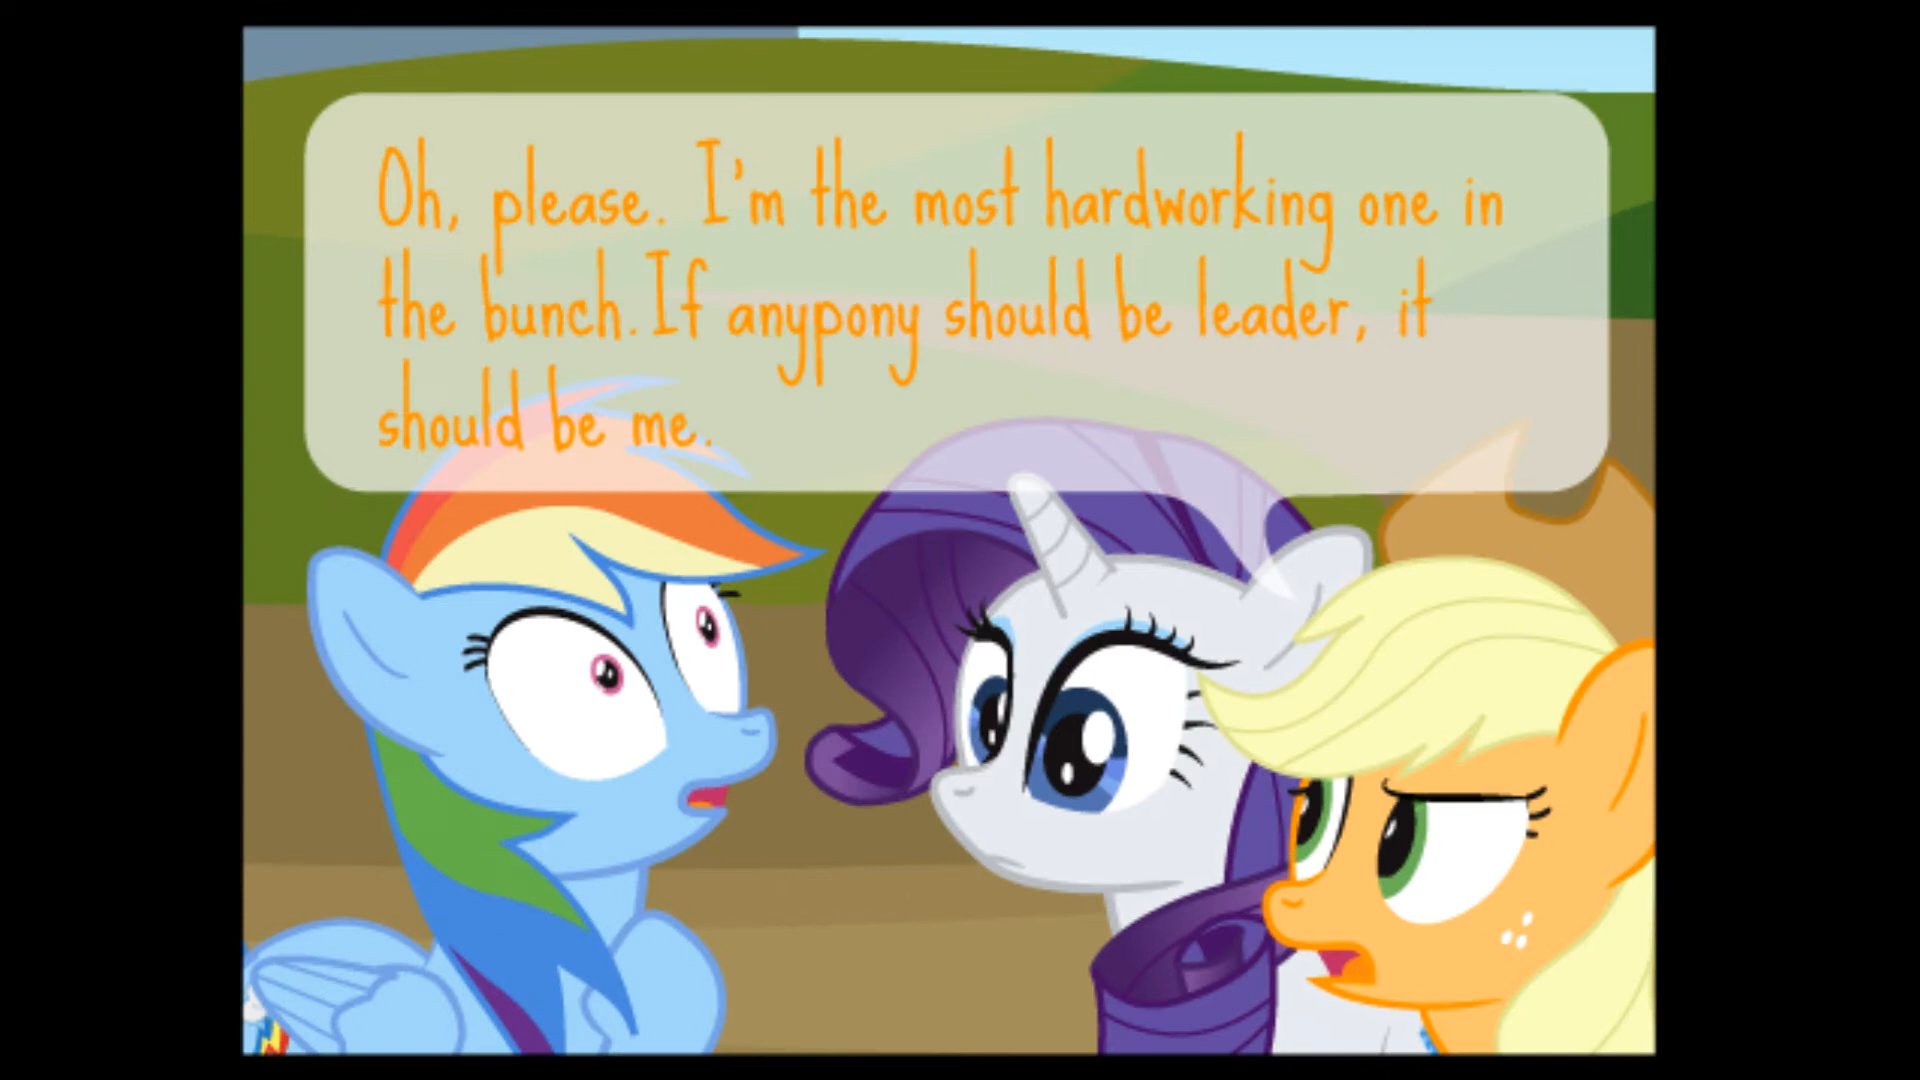 Oh, please. I'm the most hardworking one in
the bunch. If anypony should be leader, it
should be me.